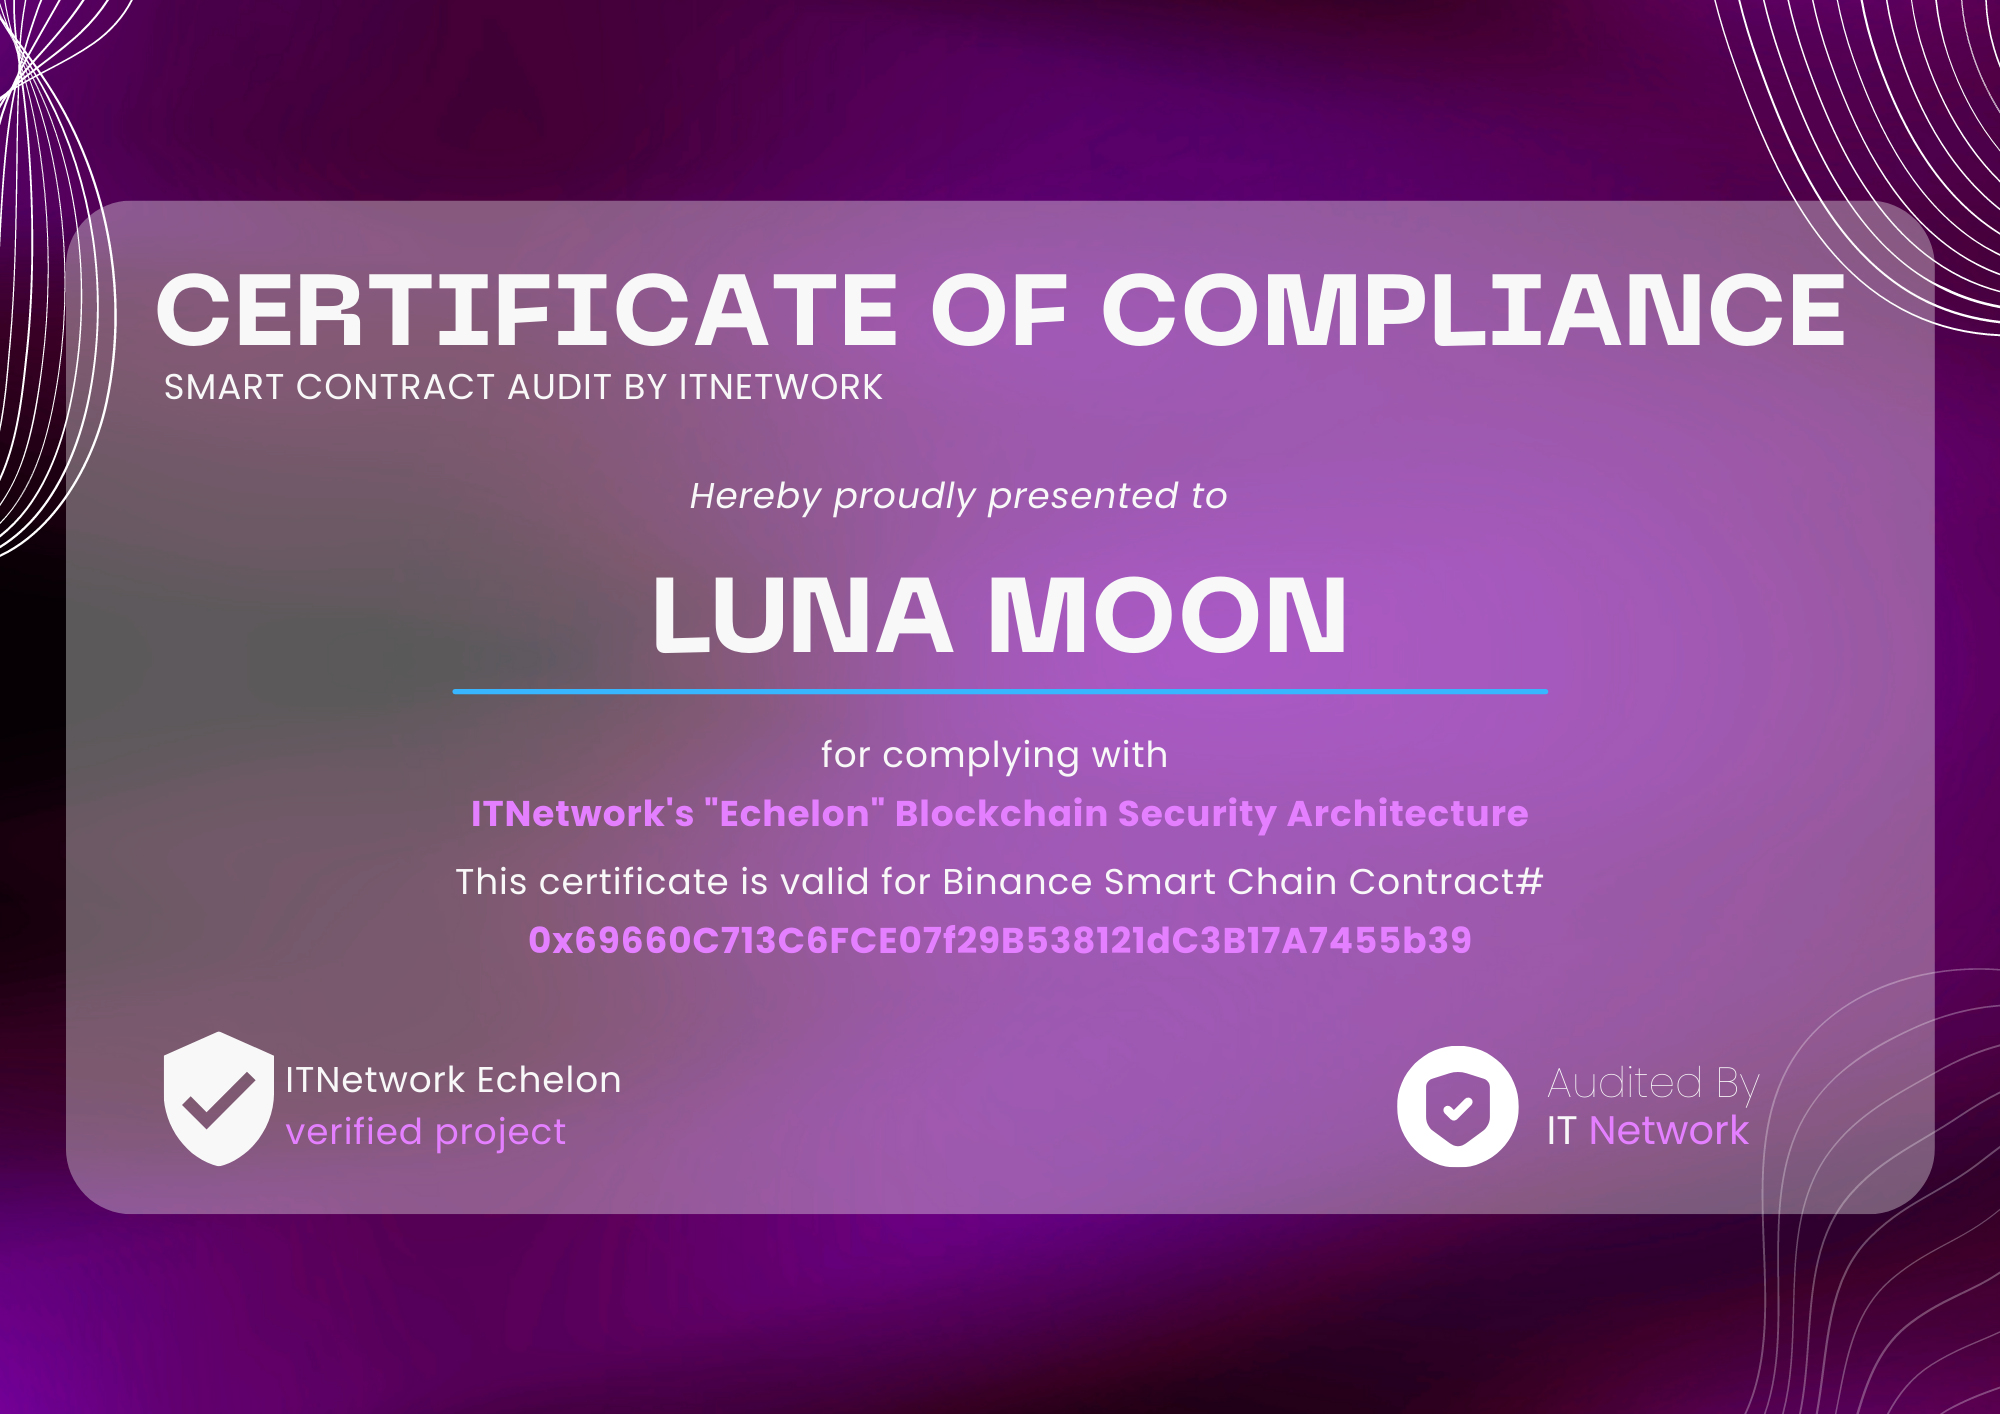 CERTIFICATE OF COMPLIANCE
SMART CONTRACT AUDIT BY ITNETWORK
Hereby proudly presented to
LUNA MOON
for complying with
ITNetwork's "Echelon" Blockchain Security Architecture
This certificate is valid for Binance Smart Chain Contract#
0x69660C713C6FCE07f29B538121dC3B17A7455b39
ITNetwork Echelon
verified project
Audited By
IT Network